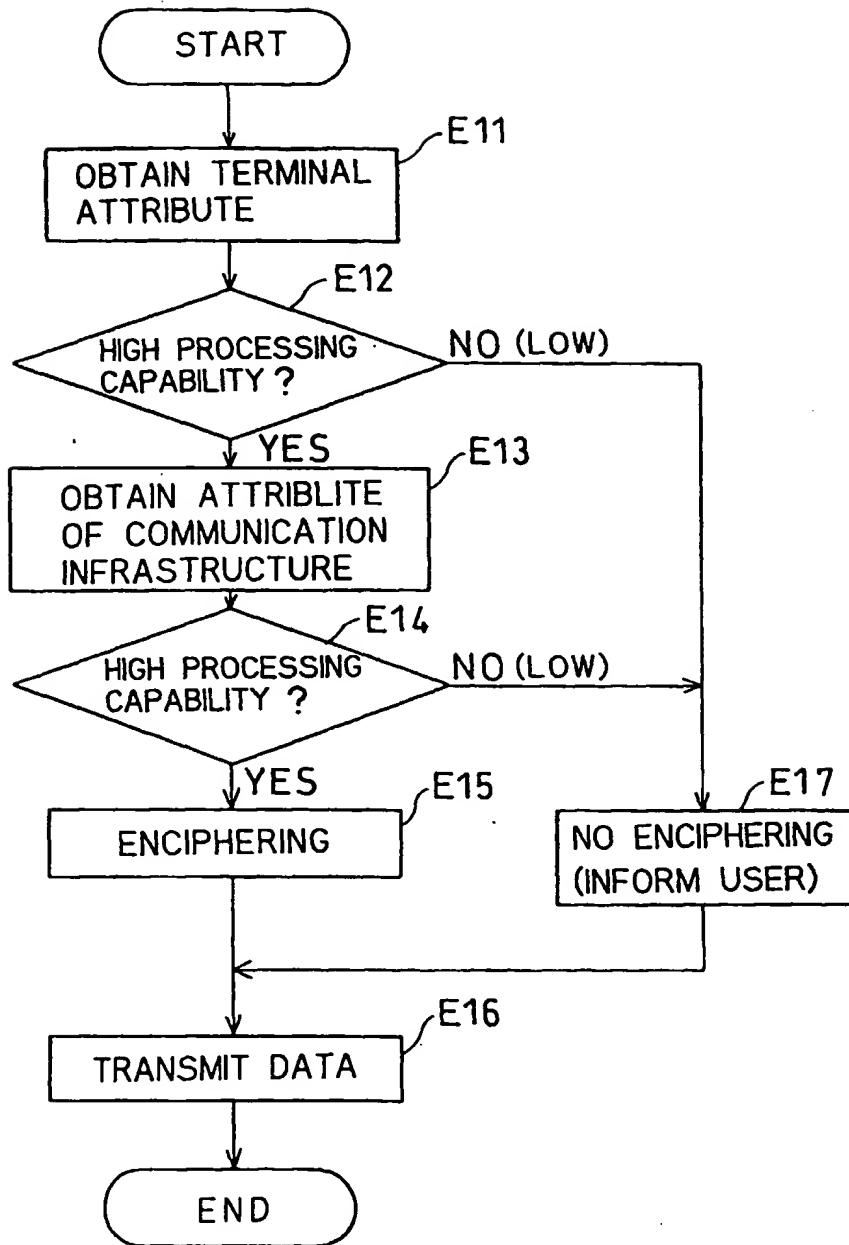 START
E11
OBTAIN TERMINAL
ATTRIBUTE
E12
HIGH PROCESSING
CAPABILITY ?
NO (LOW)
YES
E13
OBTAIN ATTRIBLITE
OF COMMUNICATION
INFRASTRUCTURE
E14
HIGH PROCESSING
CAPABILITY ?
NO (LOW)
YES
E15
ENCIPHERING
E17
NO ENCIPHERING
(INFORM USER)
E16
TRANSMIT DATA
END